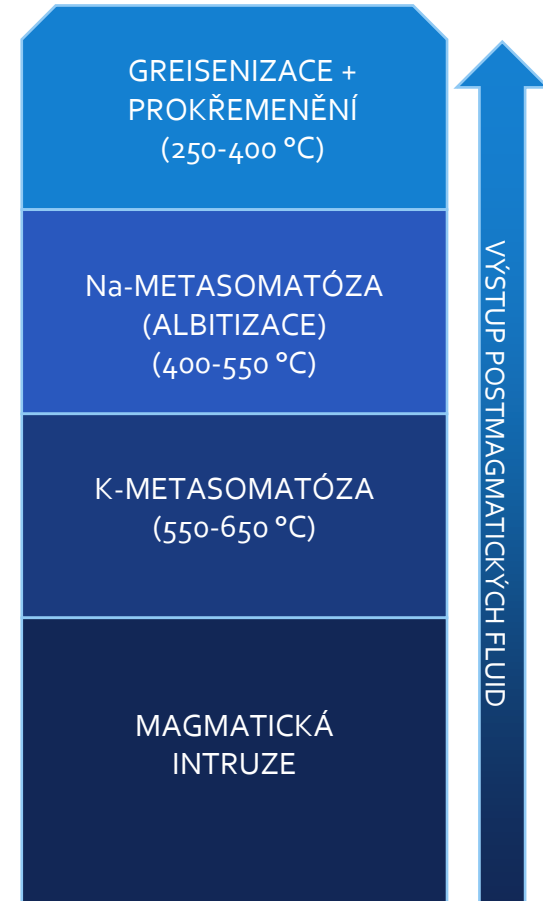 GREISENIZACE +
PROKŘEMENĚNÍ
(250-400 °C)
Na-METASOMATÓZA
(ALBITIZACE)
(400-550 °C)
K-METASOMATÓZA
(550-650 °C)
MAGMATICKÁ
INTRUZE
VÝSTUP POSTMAGMATICKÝCH FLUID